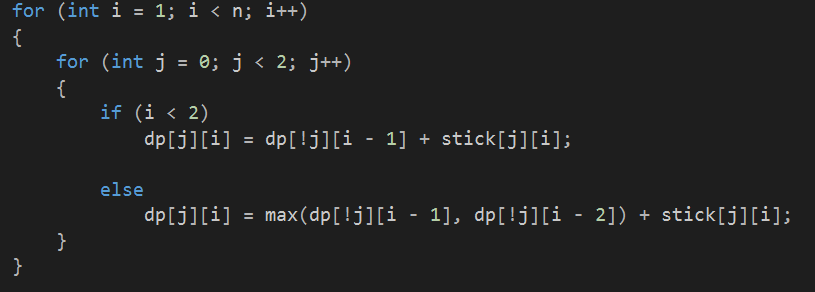 for (int i = 1; i < n; i++)
{
    for (int j = 0; j < 2; j++)
    {
        if (i < 2)
            dp[j][i] = dp[!j][i - 1] + stick[j][i];

        else
            dp[j][i] = max(dp[!j][i - 1], dp[!j][i - 2]) + stick[j][i];
    }
}